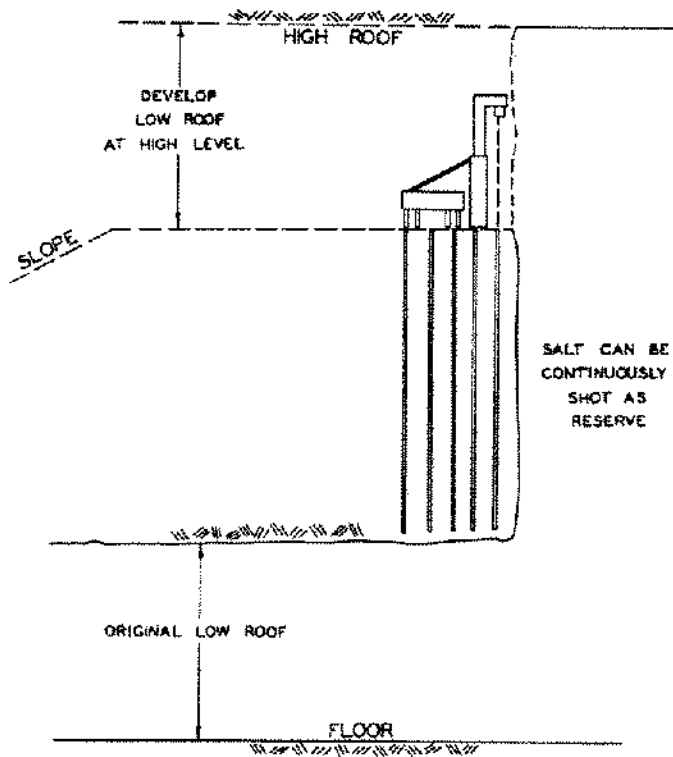 HIGH ROOF
DEVELOP
LOW ROOF
AT HIGH LEVEL
SLOPE
SALT CAN BE
CONTINUOUSLY
SHOT AS
RESERVE
ORIGINAL LOW ROOF
FLOOR